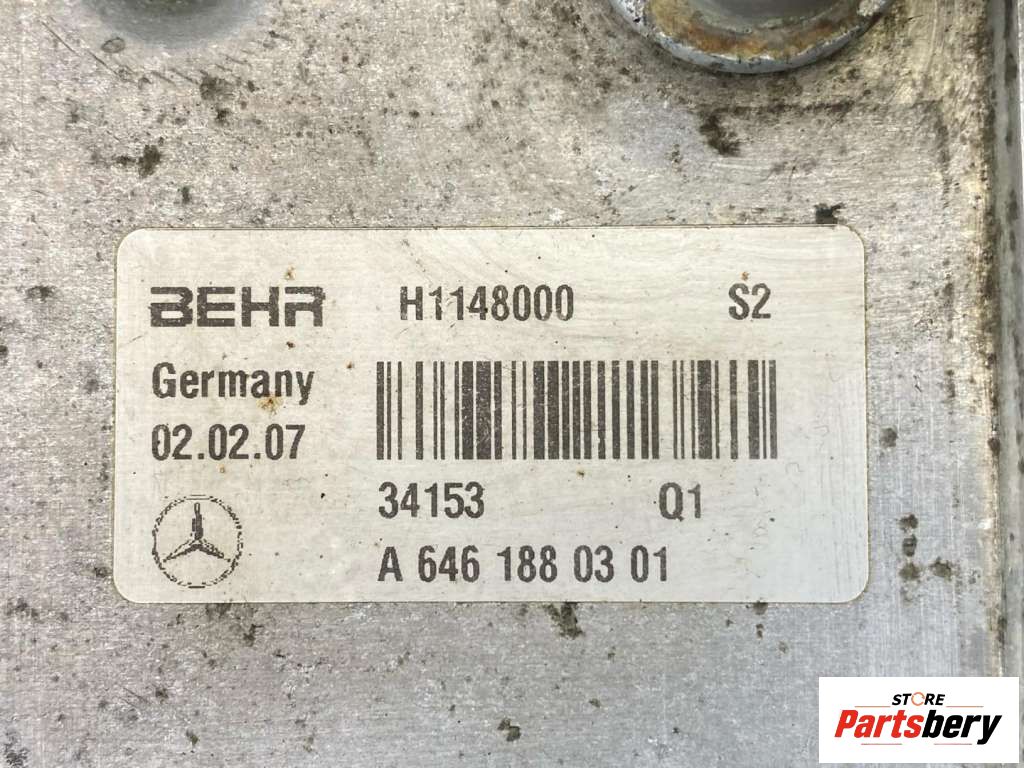 BEHR H1148000 S2
Germany
02.02.07
34153 Q1
A 646 188 03 01
STORE
Partsbery